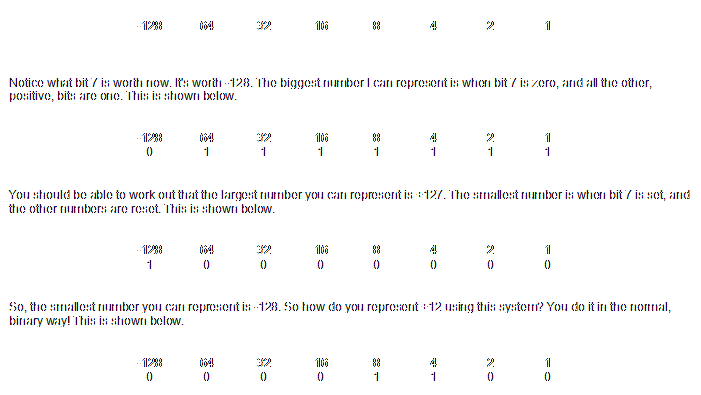 -128 64 32 16 8 4 2 1
Notice what bit 7 is worth now. It's worth -128. The biggest number I can represent is when bit 7 is zero, and all the other,
positive, bits are one. This is shown below.
-128 64 32 16 8 4 2 1
0 1 1 1 1 1 1 1
You should be able to work out that the largest number you can represent is +127. The smallest number is when bit 7 is set, and
the other numbers are reset. This is shown below.
-128 64 32 16 8 4 2 1
1 0 0 0 0 0 0 0
So, the smallest number you can represent is -128. So how do you represent +12 using this system? You do it in the normal,
binary way! This is shown below.
-128 64 32 16 8 4 2 1
0 0 0 0 1 1 0 0